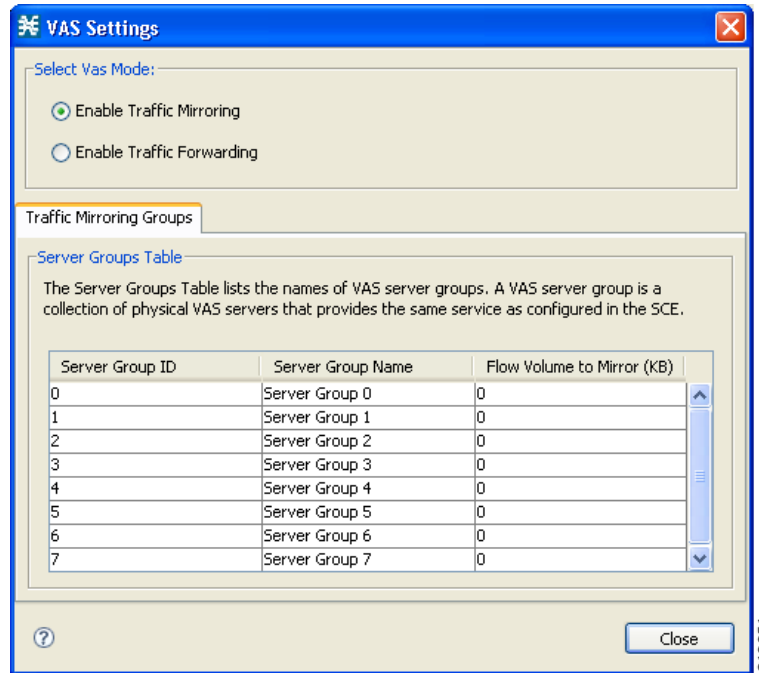 VAS Settings
Select Vas Mode:
Enable Traffic Mirroring
Enable Traffic Forwarding
Traffic Mirroring Groups
Server Groups Table
The Server Groups Table lists the names of VAS server groups. A VAS server group is a
collection of physical VAS servers that provides the same service as configured in the SCE.
Server Group ID Server Group Name Flow Volume to Mirror (KB)
0 Server Group 0 0
1 Server Group 1 0
2 Server Group 2 0
3 Server Group 3 0
4 Server Group 4 0
5 Server Group 5 0
6 Server Group 6 0
7 Server Group 7 0
? Close